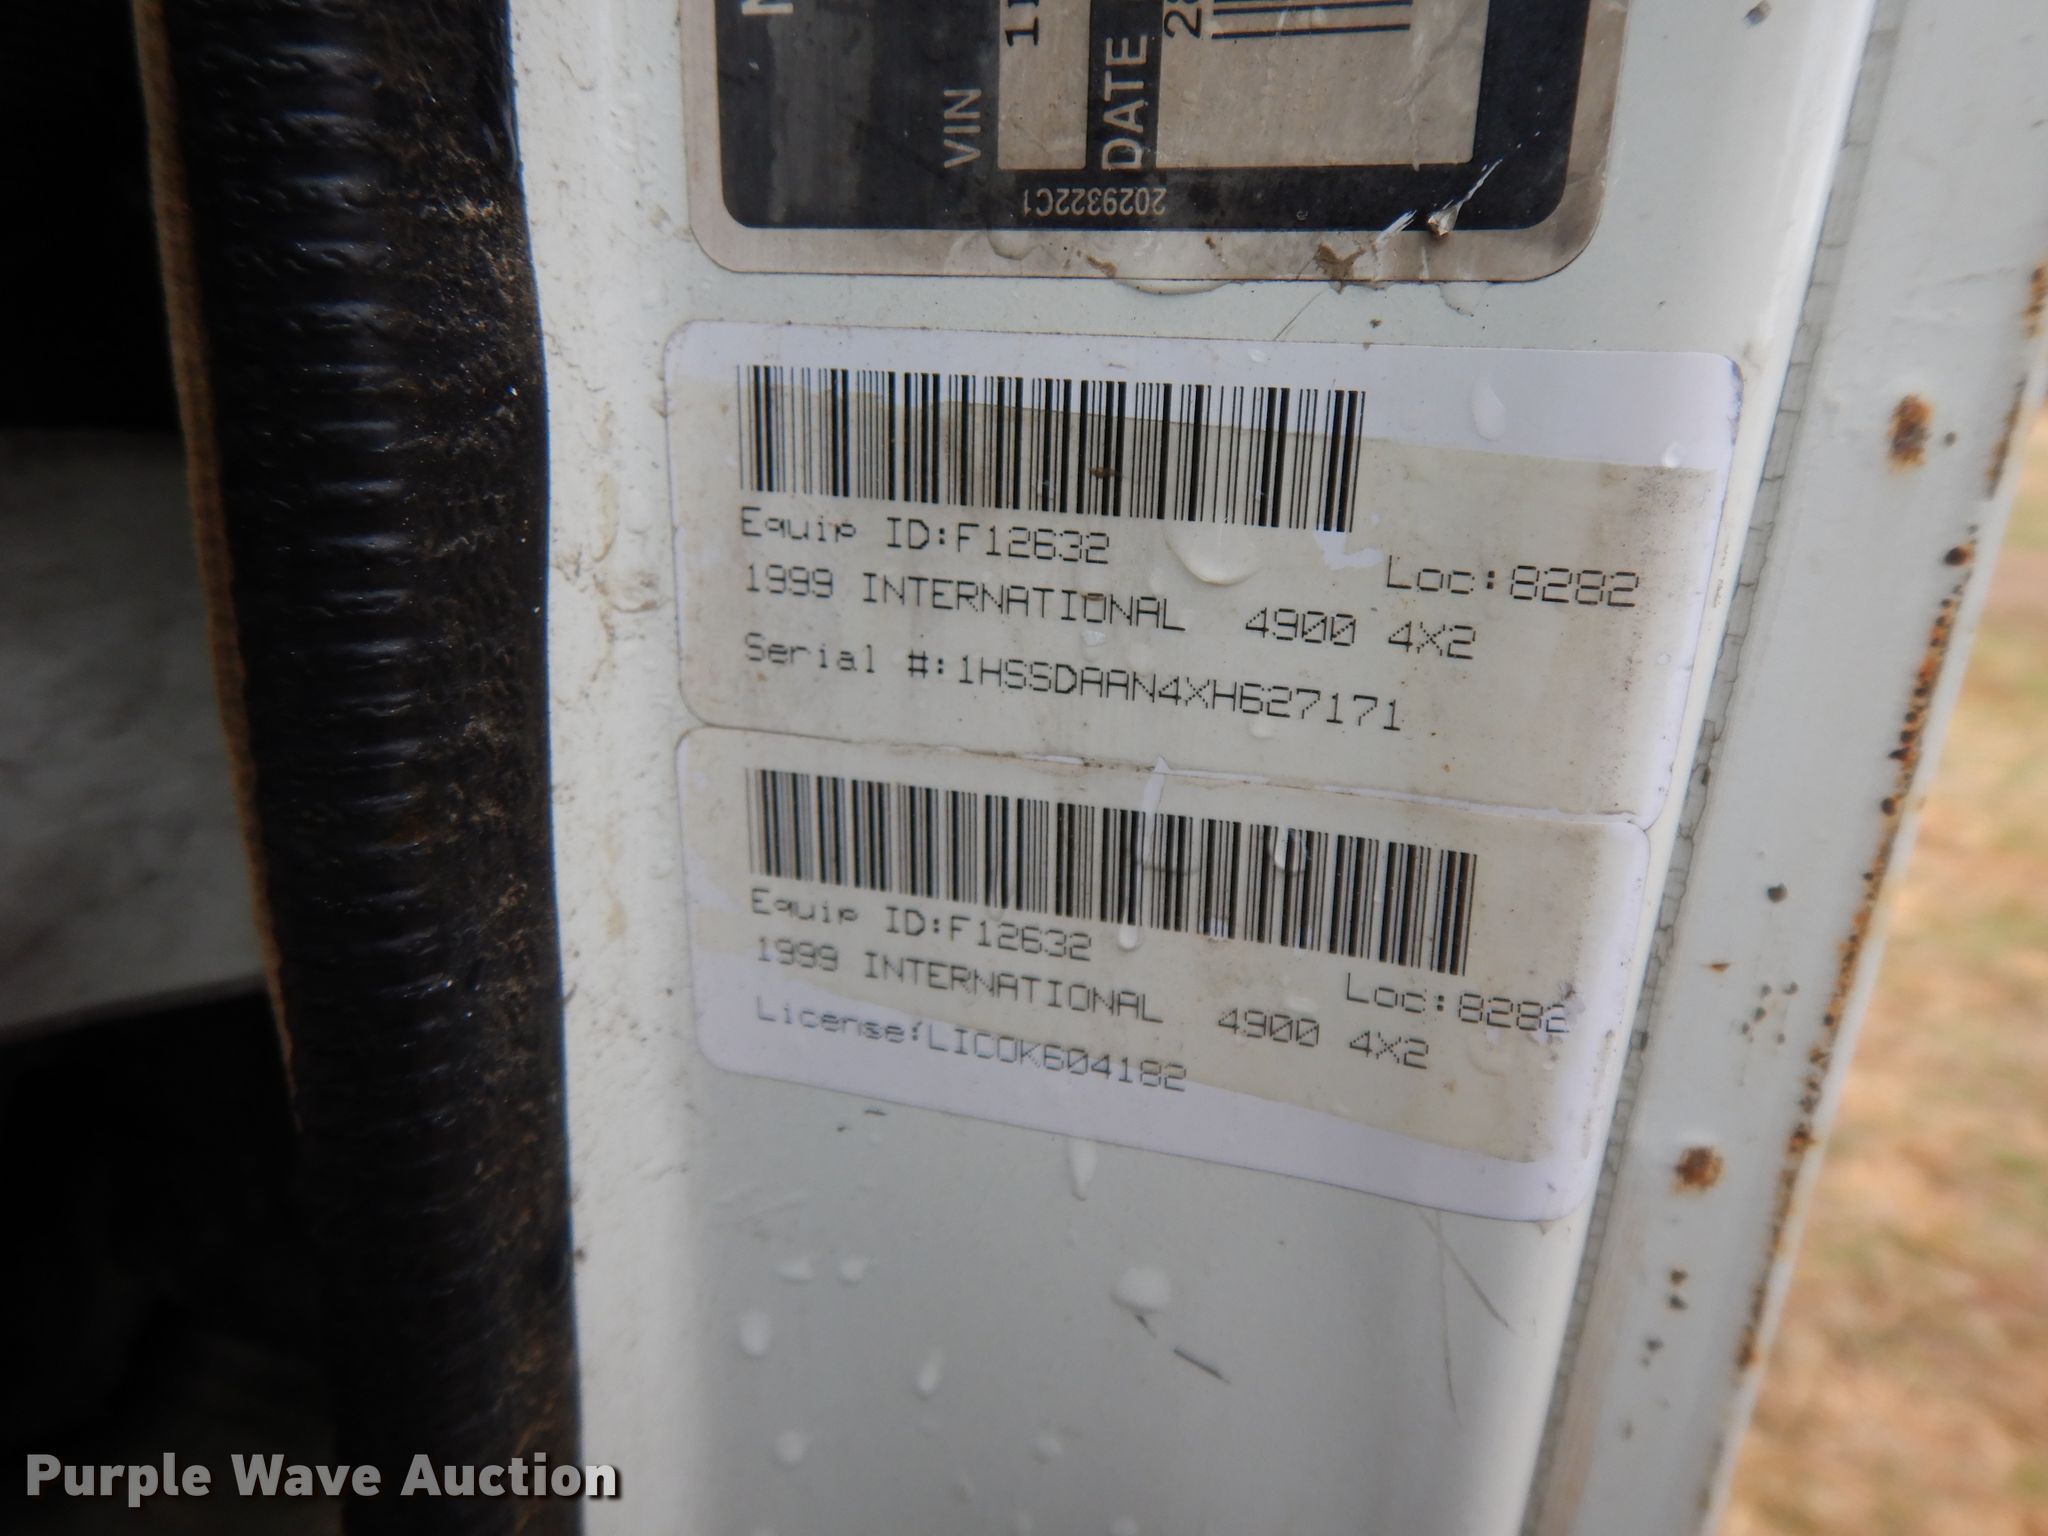 VIN
DATE
2029322C1
Equip ID:F12632
Loc:8282
1999 INTERNATIONAL 4900 4X2
Serial #:1HSSDAAN4XH627171
Equip ID:F12632
Loc:8282
1999 INTERNATIONAL 4900 4X2
License:LICOK604182
Purple Wave Auction